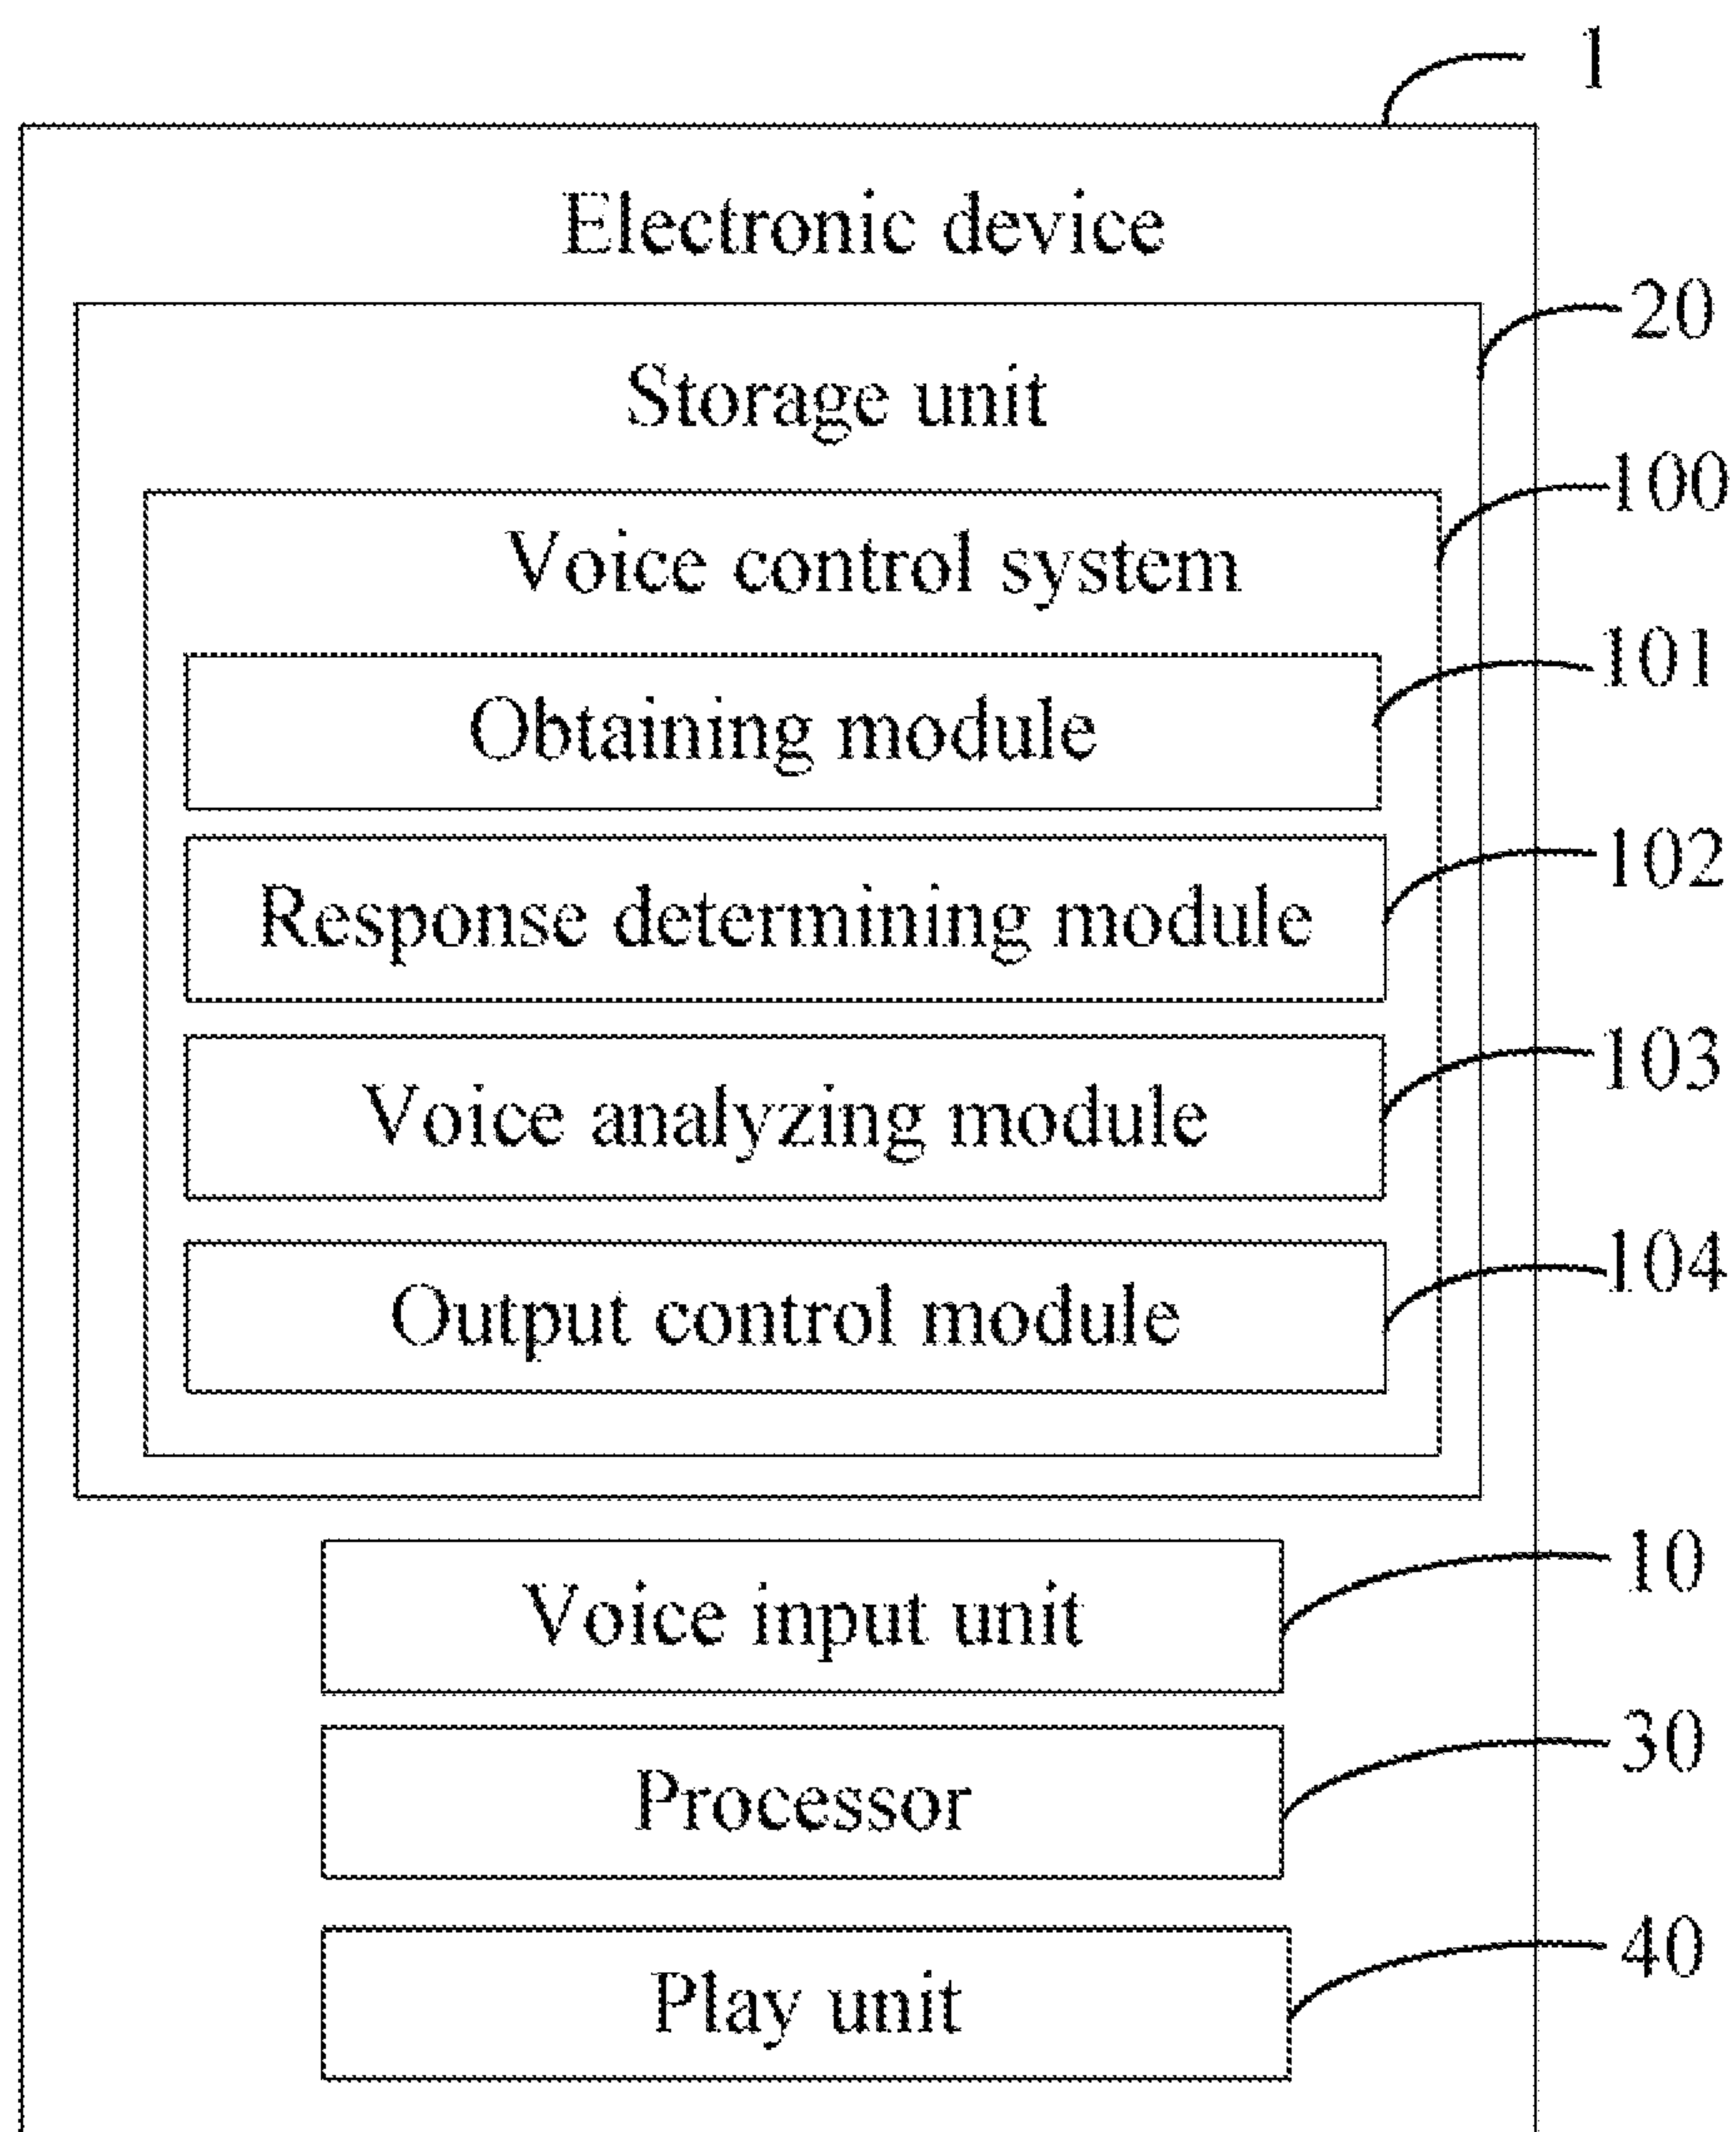 1
Electronic device
20
Storage unit
100
Voice control system
101
Obtaining module
102
Response determining module
103
Voice analyzing module
104
Output control module
10
Voice input unit
30
Processor
40
Play unit